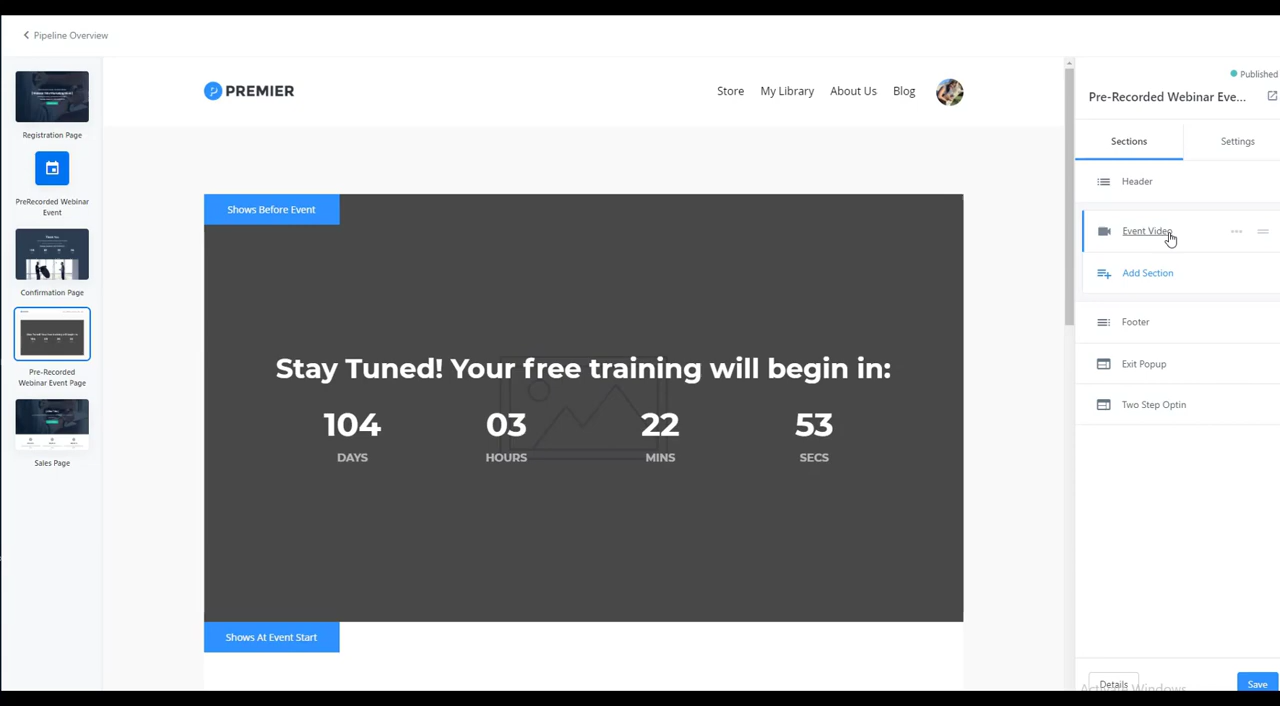 Pipeline Overview
Registration Page
PreRecorded Webinar
Event
Confirmation Page
Pre-Recorded
Webinar Event Page
Sales Page
PREMIER
Store
My Library
About Us
Blog
Shows Before Event
Stay Tuned! Your free training will begin in:
104
03
22
53
DAYS
HOURS
MINS
SECS
Shows At Event Start
Published
Pre-Recorded Webinar Eve...
Sections
Settings
Header
Event Video
Add Section
Footer
Exit Popup
Two Step Optin
Details
Save